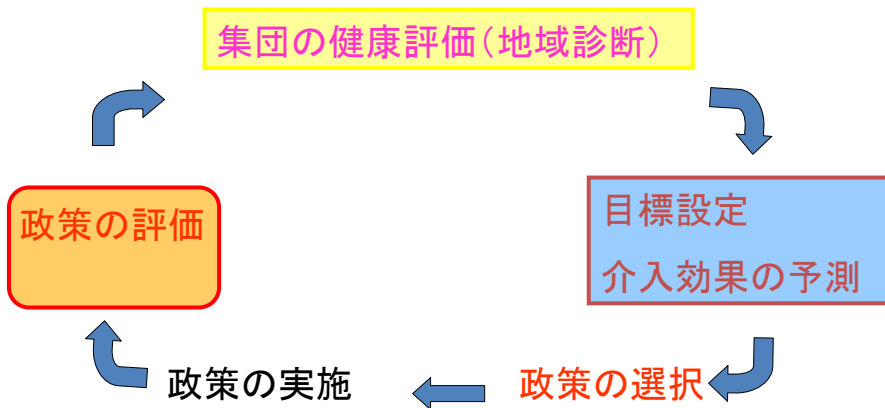 集団の健康評価（地域診断）
政策の評価
目標設定
介入効果の予測
政策の実施
政策の選択